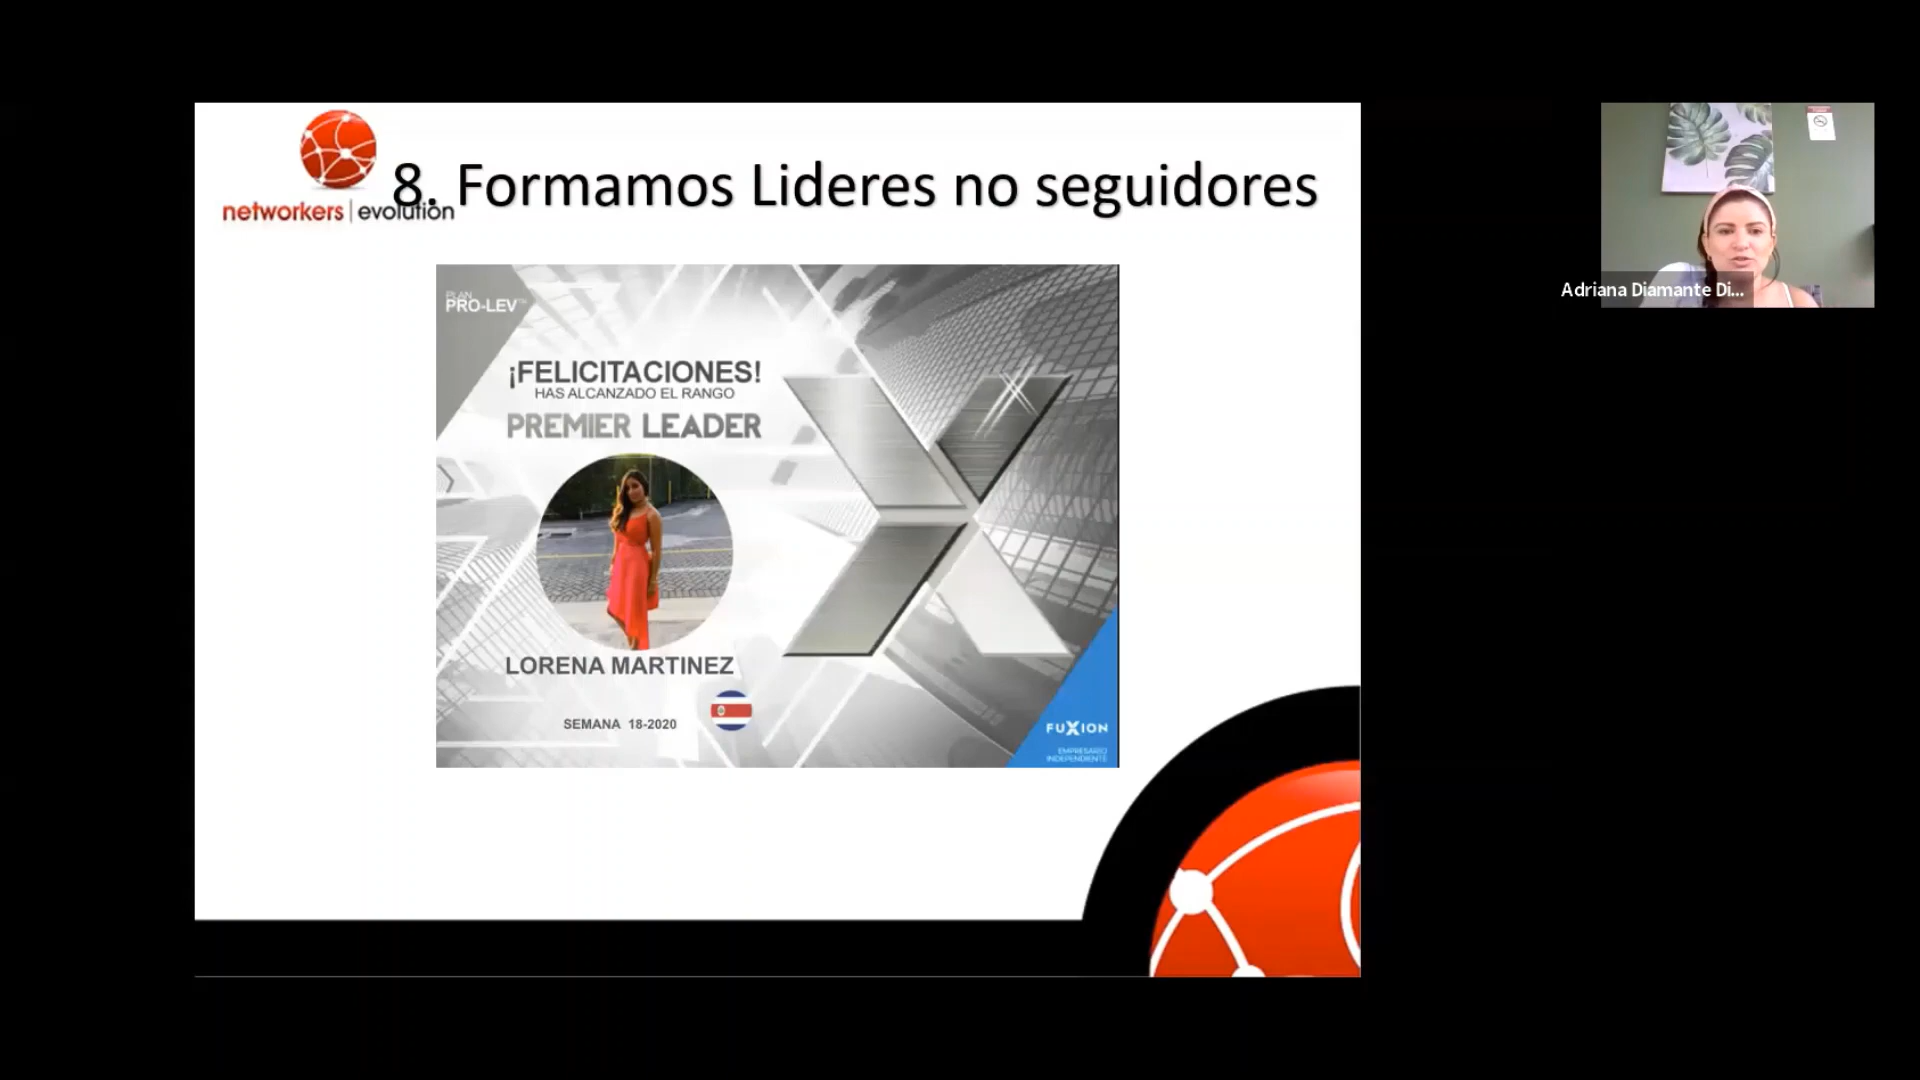 8. Formamos Lideres no seguidores
networkers | evolution
PLAN
PRO-LEV
¡FELICITACIONES!
HAS ALCANZADO EL RANGO
PREMIER LEADER
LORENA MARTINEZ
SEMANA 18-2020
FUXION
EMPRESARIO
INDEPENDIENTE
Adriana Diamante Di...